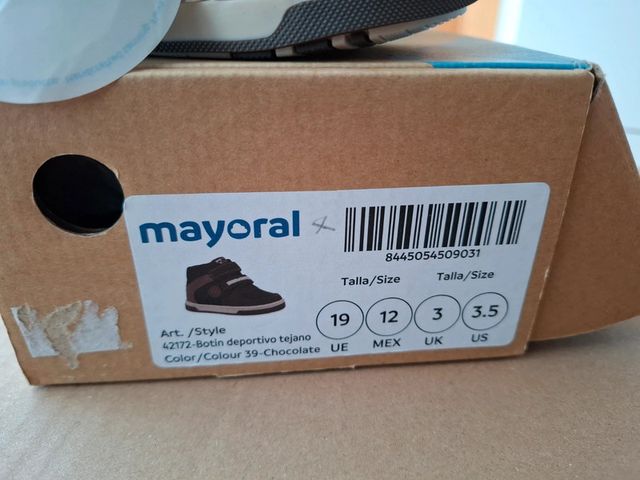 mayoral
8445054509031
Talla/Size Talla/Size
19 12 3 3.5
UE MEX UK US
Art. /Style
42172-Botin deportivo tejano
Color/Colour 39-Chocolate